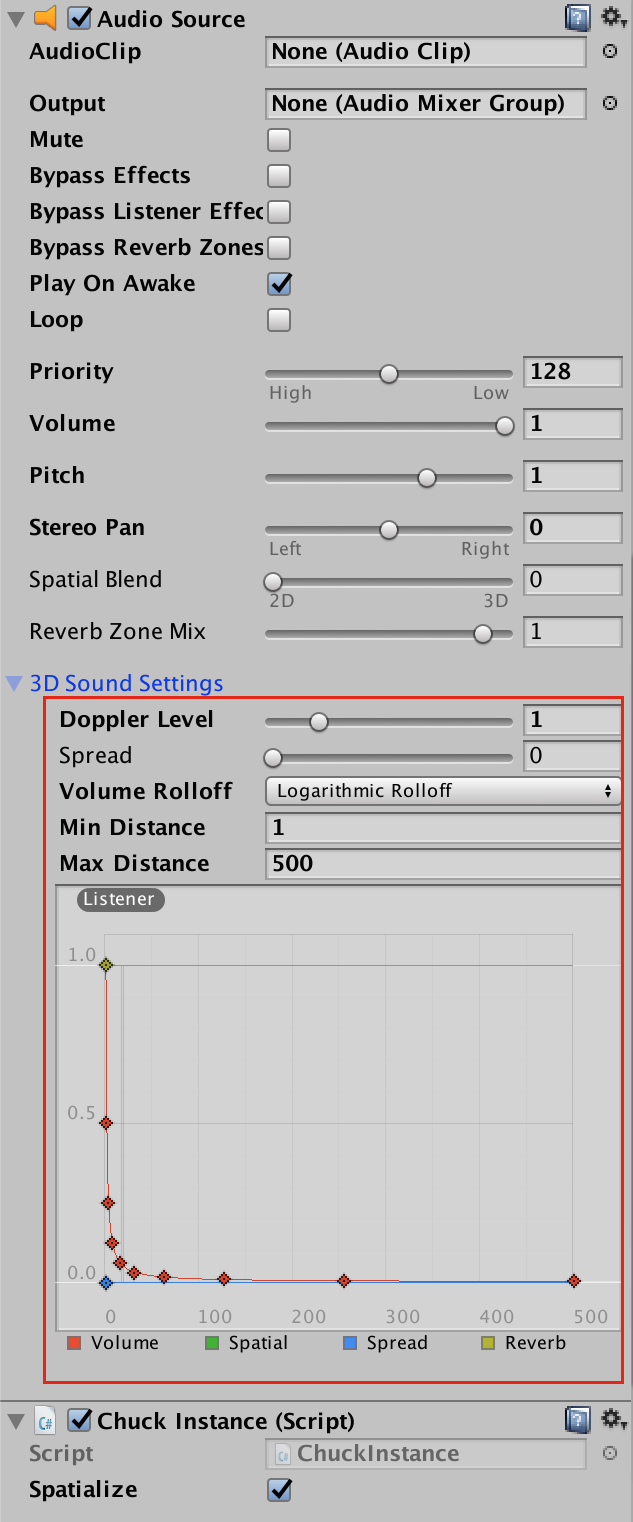 Audio Source
AudioClip None (Audio Clip)
Output None (Audio Mixer Group)
Mute
Bypass Effects
Bypass Listener Effec
Bypass Reverb Zones
Play On Awake
Loop
Priority 128
High Low
Volume 1
Pitch 1
Stereo Pan 0
Left Right
Spatial Blend 0
2D 3D
Reverb Zone Mix 1
3D Sound Settings
Doppler Level 1
Spread 0
Volume Rolloff Logarithmic Rolloff
Min Distance 1
Max Distance 500
Listener
1.0
0.5
0.0
0 100 200 300 400 500
Volume Spatial Spread Reverb
C# Chuck Instance (Script)
Script C# ChuckInstance
Spatialize